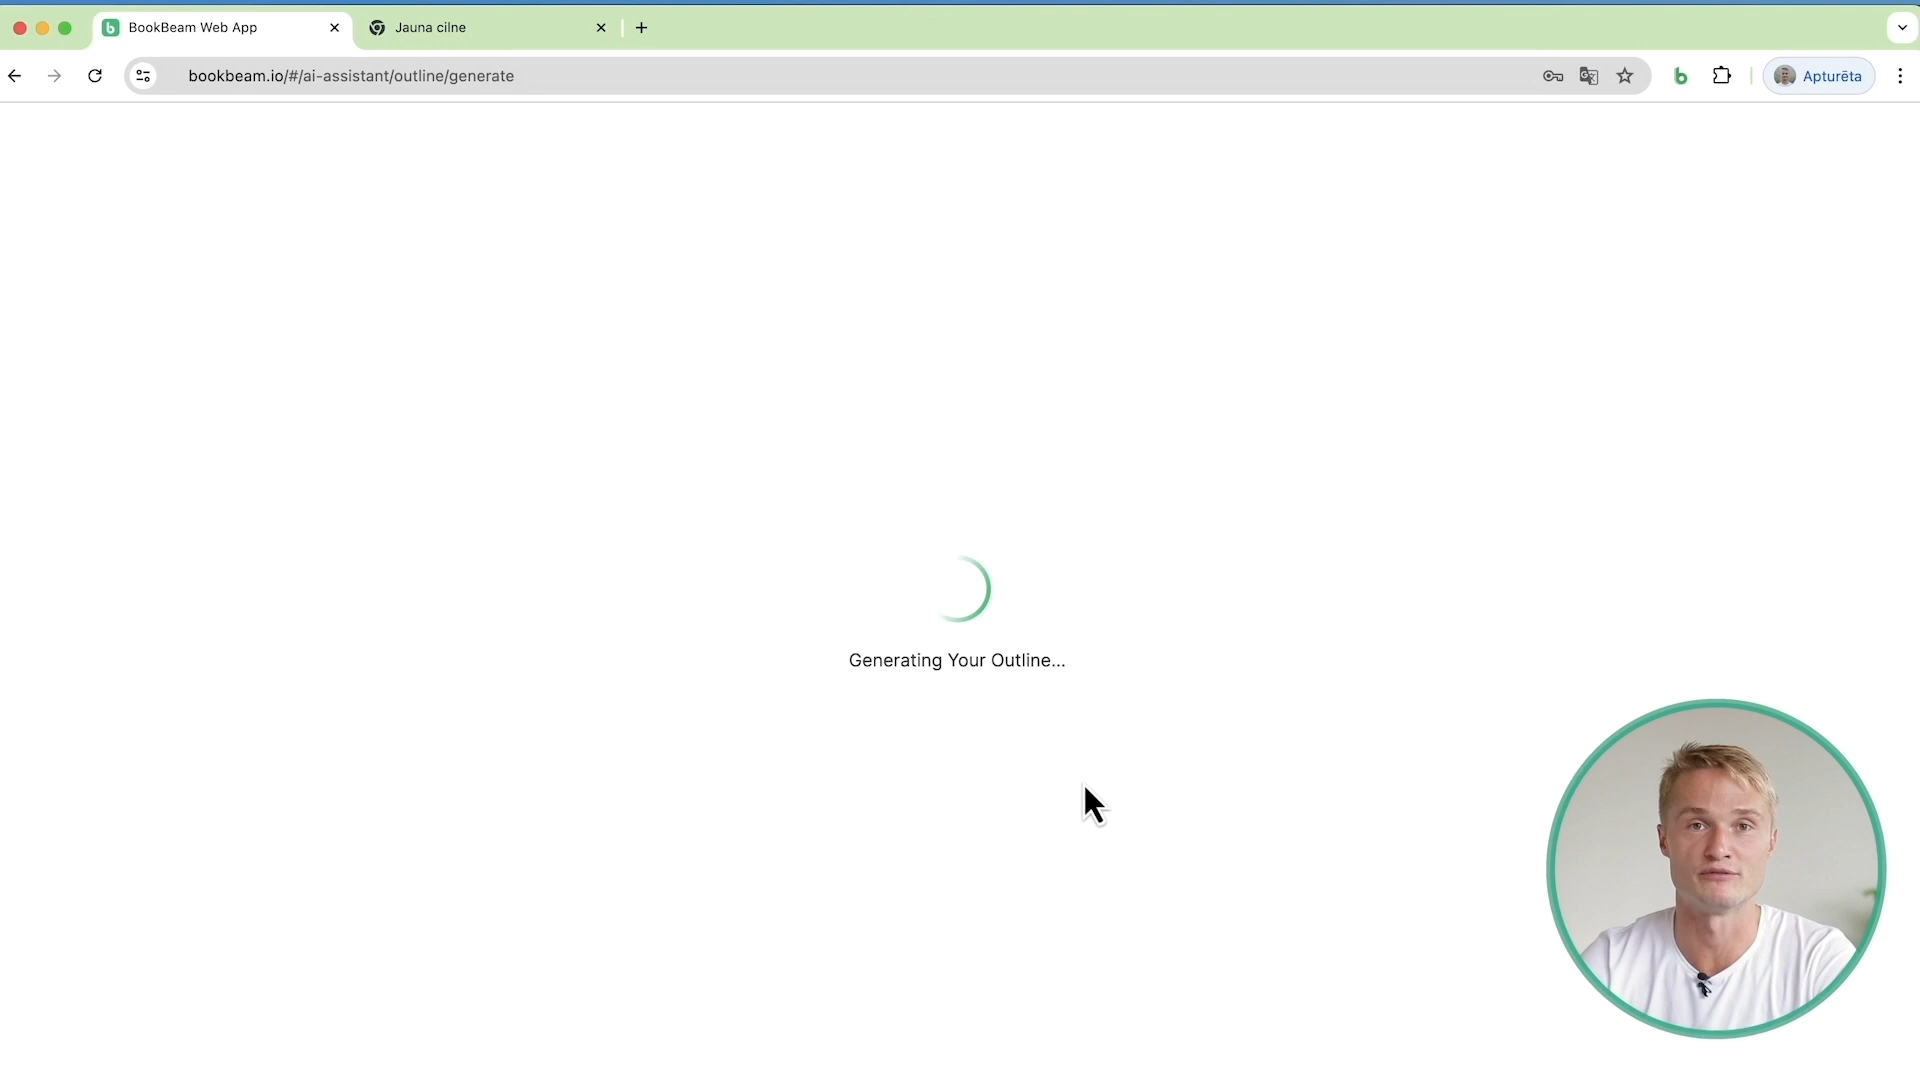 BookBeam Web App
Jauna cilne
bookbeam.io/#/ai-assistant/outline/generate
Apturēta
Generating Your Outline...